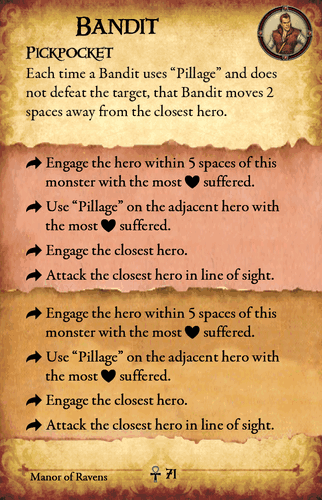 Bandit
Pickpocket
Each time a Bandit uses “Pillage” and does
not defeat the target, that Bandit moves 2
spaces away from the closest hero.
Engage the hero within 5 spaces of this
monster with the most ♥ suffered.
Use “Pillage” on the adjacent hero with
the most ♥ suffered.
Engage the closest hero.
Attack the closest hero in line of sight.
Engage the hero within 5 spaces of this
monster with the most ♥ suffered.
Use “Pillage” on the adjacent hero with
the most ♥ suffered.
Engage the closest hero.
Attack the closest hero in line of sight.
Manor of Ravens 71